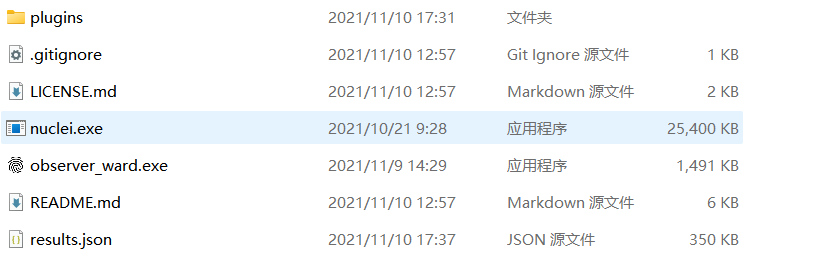 plugins 2021/11/10 17:31 文件夹
.gitignore 2021/11/10 12:57 Git Ignore 源文件 1 KB
LICENSE.md 2021/11/10 12:57 Markdown 源文件 2 KB
nuclei.exe 2021/10/21 9:28 应用程序 25,400 KB
observer_ward.exe 2021/11/9 14:29 应用程序 1,491 KB
README.md 2021/11/10 12:57 Markdown 源文件 6 KB
results.json 2021/11/10 17:37 JSON 源文件 350 KB